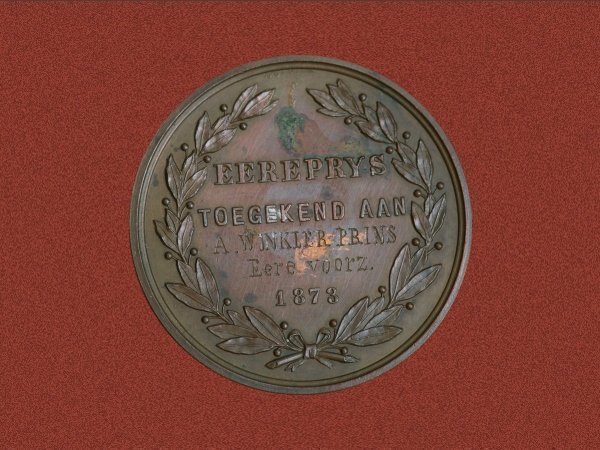 EEREPRYS
TOEGEKEND AAN
A. WINKLER PRINS
Eere voorz.
1873